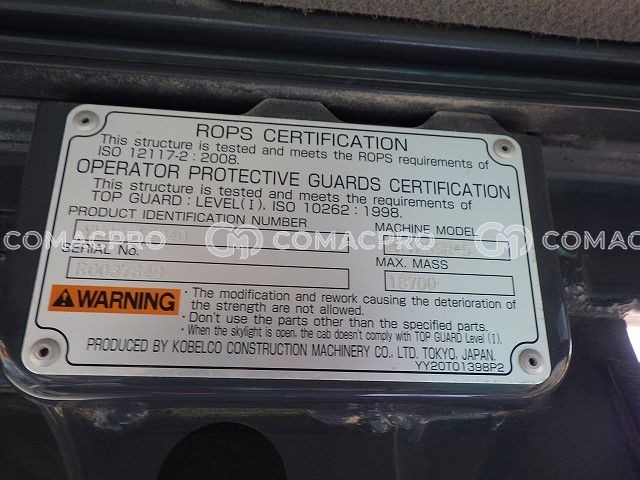 ROPS CERTIFICATION
This structure is tested and meets the ROPS requirements of
ISO 12117-2 : 2008.
OPERATOR PROTECTIVE GUARDS CERTIFICATION
This structure is tested and meets the requirements of
TOP GUARD : LEVEL(I). ISO 10262 : 1998.
PRODUCT IDENTIFICATION NUMBER
MACHINE MODEL
COMACPRO COMACPRO COMACPRO
SERIAL No.
MAX. MASS
R0037349
WARNING
· The modification and rework causing the deterioration of
the strength are not allowed.
· Don't use the parts other than the specified parts.
· When the skylight is open, the cab doesn't comply with TOP GUARD Level (I).
PRODUCED BY KOBELCO CONSTRUCTION MACHINERY CO., LTD. TOKYO, JAPAN.
YY20T01398P2